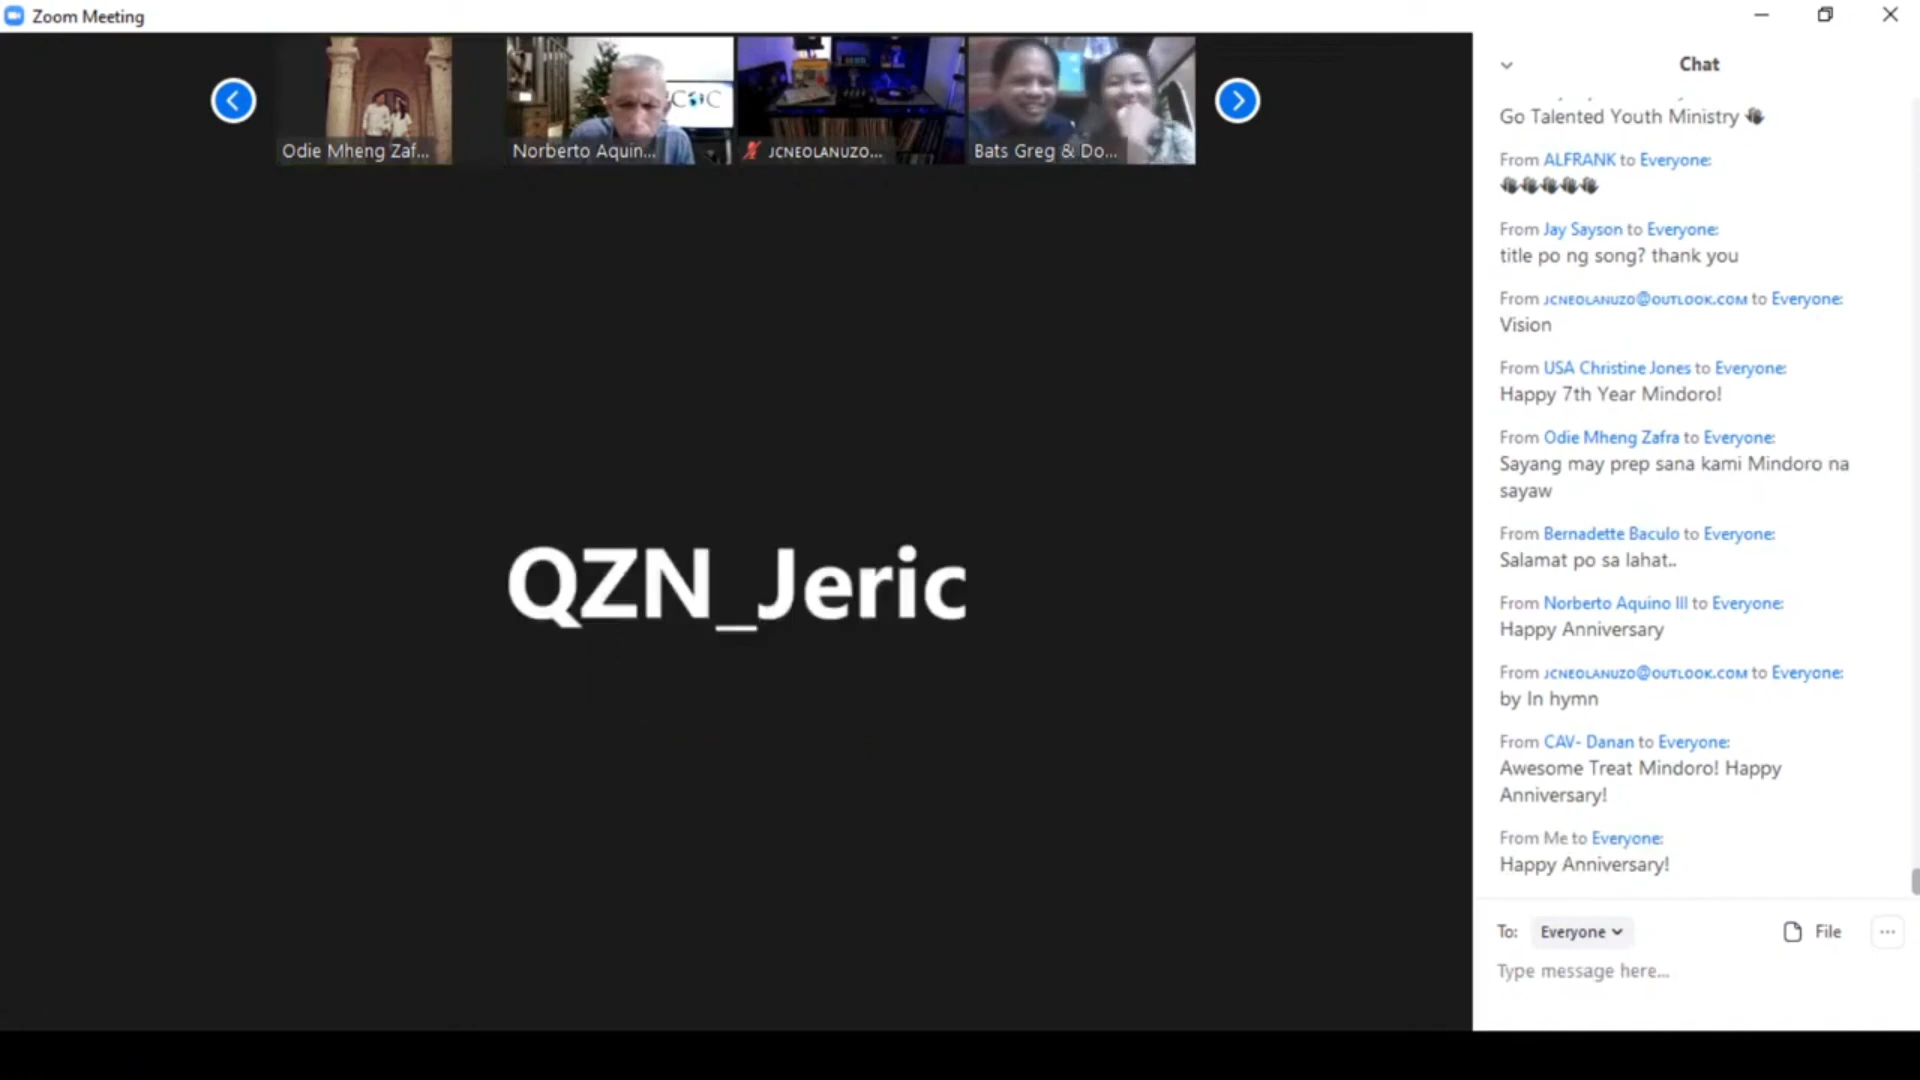 Zoom Meeting
Odie Mheng Zaf...
Norberto Aquin...
JCNEOLANUZO...
Bats Greg & Do...
QZN_Jeric
Chat
Go Talented Youth Ministry 👏
From ALFRANK to Everyone:
👏👏👏👏👏
From Jay Sayson to Everyone:
title po ng song? thank you
From JCNEOLANUZO@OUTLOOK.COM to Everyone:
Vision
From USA Christine Jones to Everyone:
Happy 7th Year Mindoro!
From Odie Mheng Zafra to Everyone:
Sayang may prep sana kami Mindoro na
sayaw
From Bernadette Baculo to Everyone:
Salamat po sa lahat..
From Norberto Aquino III to Everyone:
Happy Anniversary
From JCNEOLANUZO@OUTLOOK.COM to Everyone:
by In hymn
From CAV- Danan to Everyone:
Awesome Treat Mindoro! Happy
Anniversary!
From Me to Everyone:
Happy Anniversary!
To: Everyone File ...
Type message here...